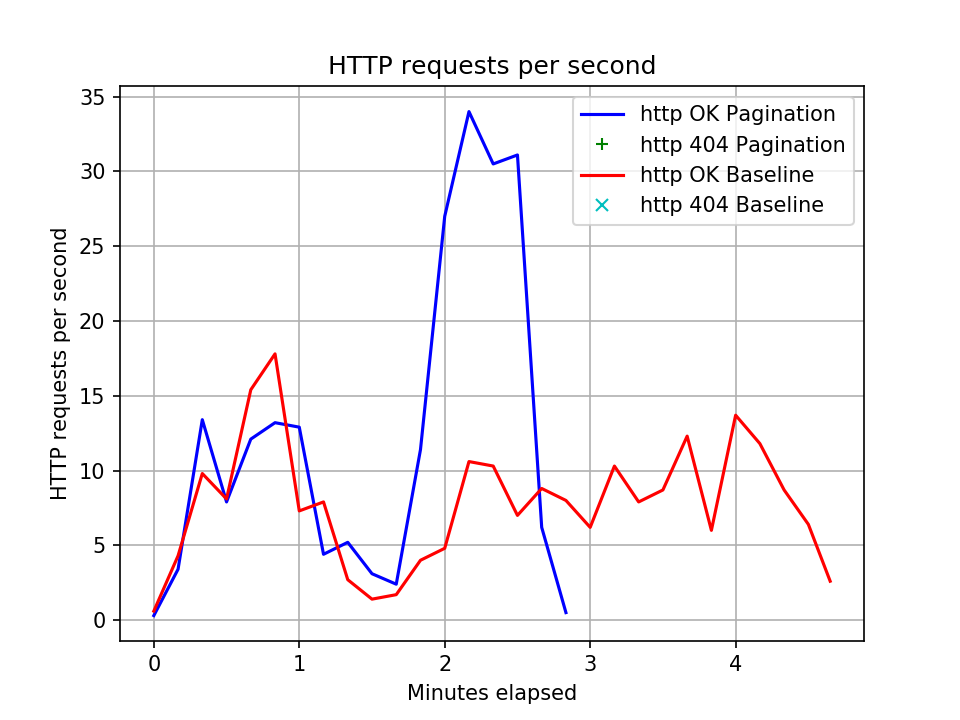 HTTP requests per second
HTTP requests per second
35
30
25
20
15
10
5
0
http OK Pagination
http 404 Pagination
http OK Baseline
http 404 Baseline
0 1 2 3 4
Minutes elapsed